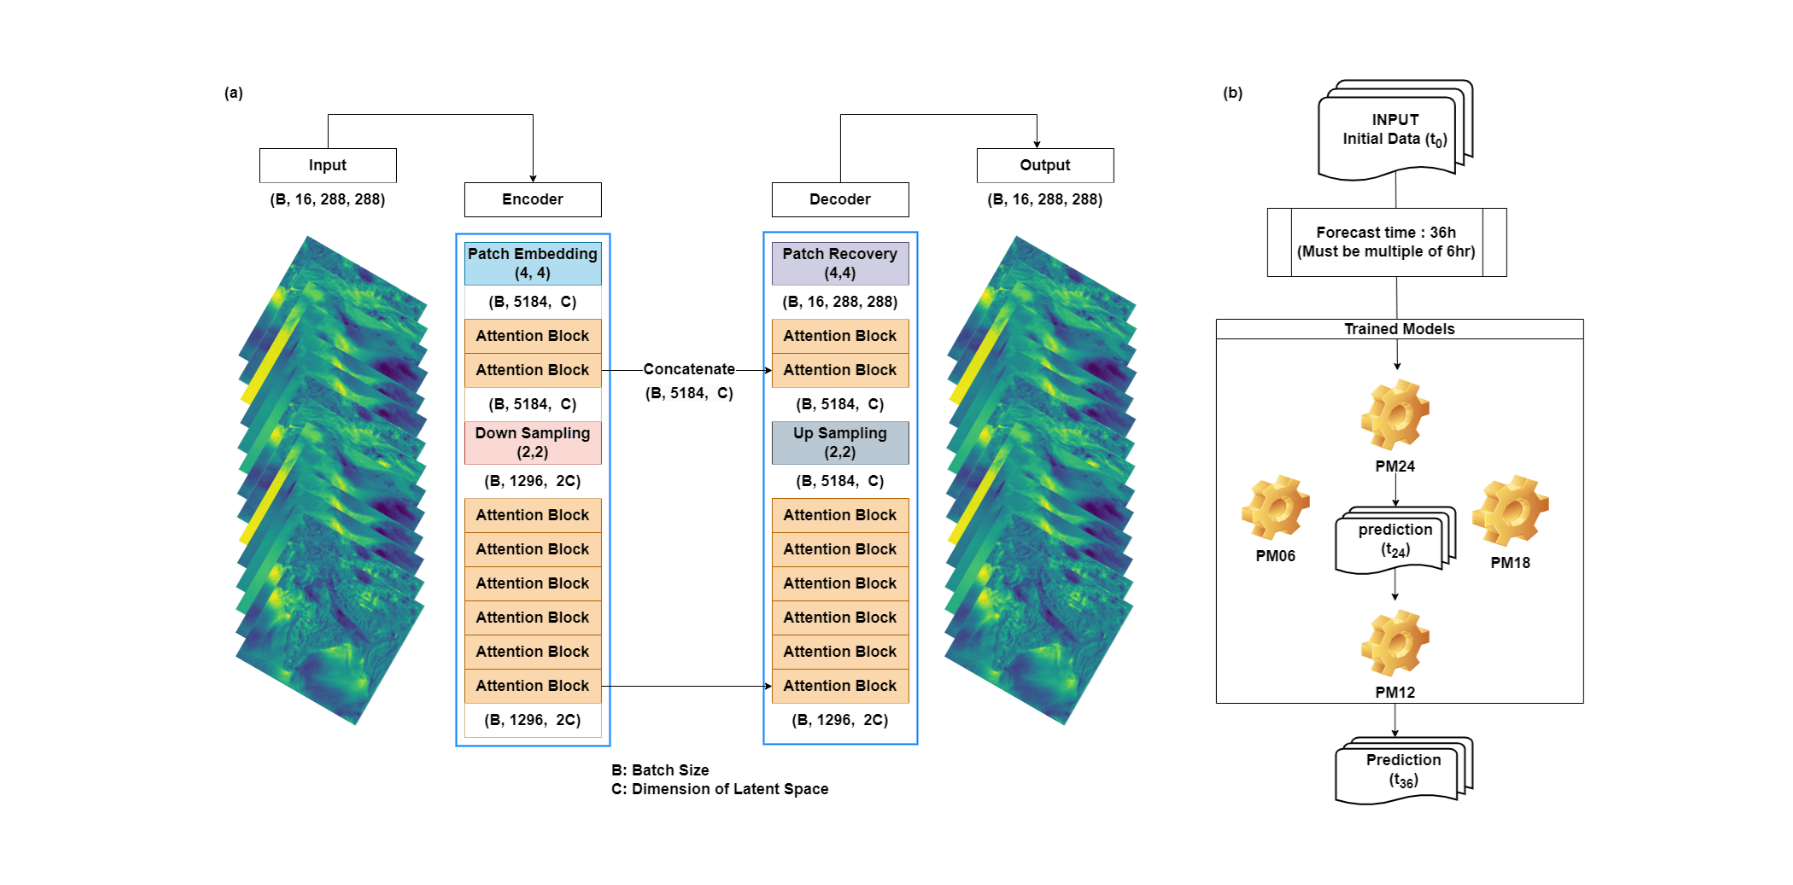 (a)
Input
(B, 16, 288, 288)
Encoder
Patch Embedding
(4, 4)
(B, 5184, C)
Attention Block
Attention Block
(B, 5184, C)
Down Sampling
(2,2)
(B, 1296, 2C)
Attention Block
Attention Block
Attention Block
Attention Block
Attention Block
Attention Block
(B, 1296, 2C)
Concatenate
(B, 5184, C)
Decoder
Patch Recovery
(4,4)
(B, 16, 288, 288)
Attention Block
Attention Block
(B, 5184, C)
Up Sampling
(2,2)
(B, 5184, C)
Attention Block
Attention Block
Attention Block
Attention Block
Attention Block
Attention Block
(B, 1296, 2C)
Output
(B, 16, 288, 288)
B: Batch Size
C: Dimension of Latent Space
(b)
INPUT
Initial Data (t0)
Forecast time : 36h
(Must be multiple of 6hr)
Trained Models
PM24
PM06
prediction
(t24)
PM18
PM12
Prediction
(t36)